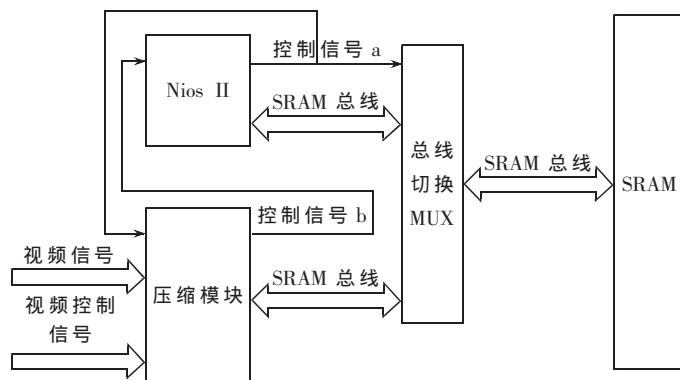 控制信号 a
Nios II
SRAM 总线
总线
切换
MUX
SRAM 总线
SRAM
控制信号 b
视频信号
压缩模块
SRAM 总线
视频控制
信号